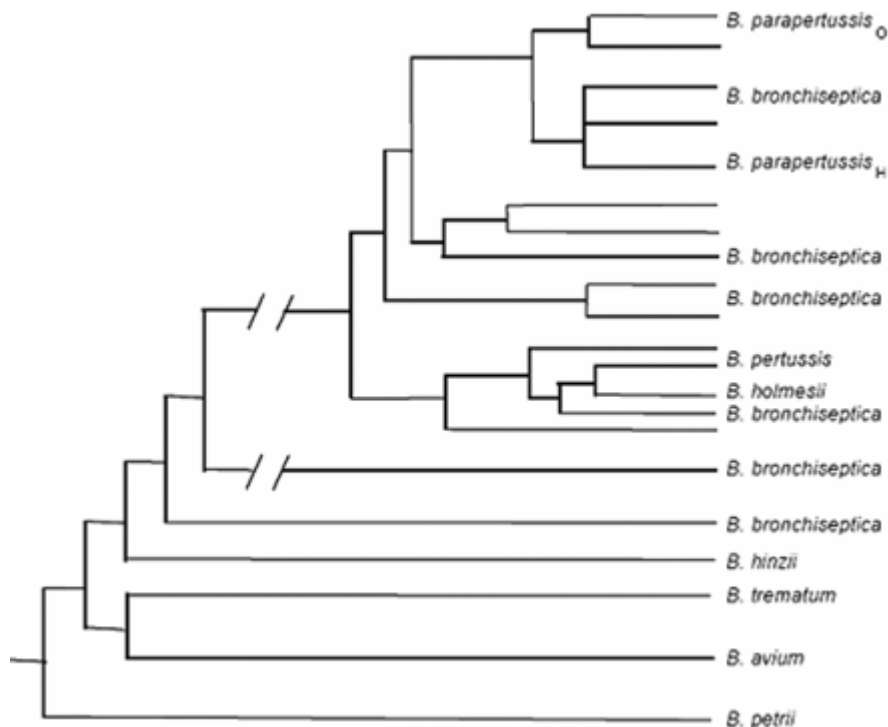 B. parapertussis O
B. bronchiseptica
B. parapertussis H
B. bronchiseptica
B. bronchiseptica
B. pertussis
B. holmesii
B. bronchiseptica
B. bronchiseptica
B. bronchiseptica
B. hinzii
B. trematum
B. avium
B. petrii